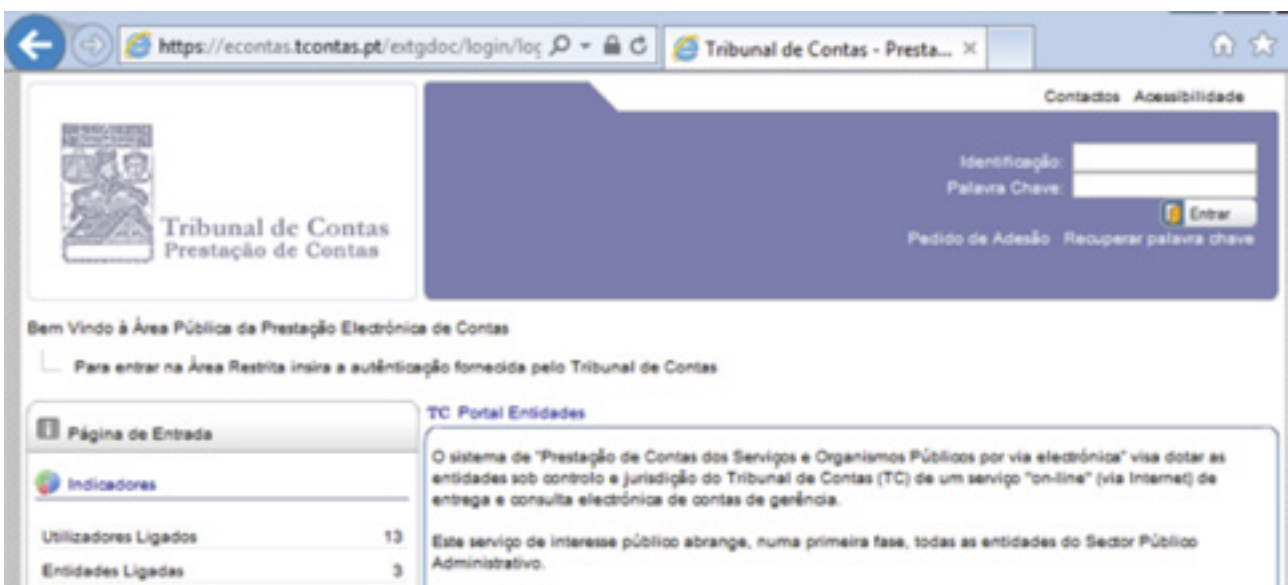 https://econtas.tcontas.pt/extgdoc/login/log
Tribunal de Contas - Presta...
Contactos Acessibilidade
Identificação:
Palavra Chave:
Entrar
Pedido de Adesão Recuperar palavra chave
Tribunal de Contas
Prestação de Contas
Bem Vindo à Área Pública da Prestação Electrónica de Contas
Para entrar na Área Restrita insira a autênticação fornecida pelo Tribunal de Contas
Página de Entrada
Indicadores
Utilizadores Ligados 13
Entidades Ligadas 3
TC Portal Entidades
O sistema de "Prestação de Contas dos Serviços e Organismos Públicos por via electrónica" visa dotar as
entidades sob controlo e jurisdição do Tribunal de Contas (TC) de um serviço "on-line" (via Internet) de
entrega e consulta electrónica de contas de gerência.
Este serviço de interesse público abrange, numa primeira fase, todas as entidades do Sector Público
Administrativo.